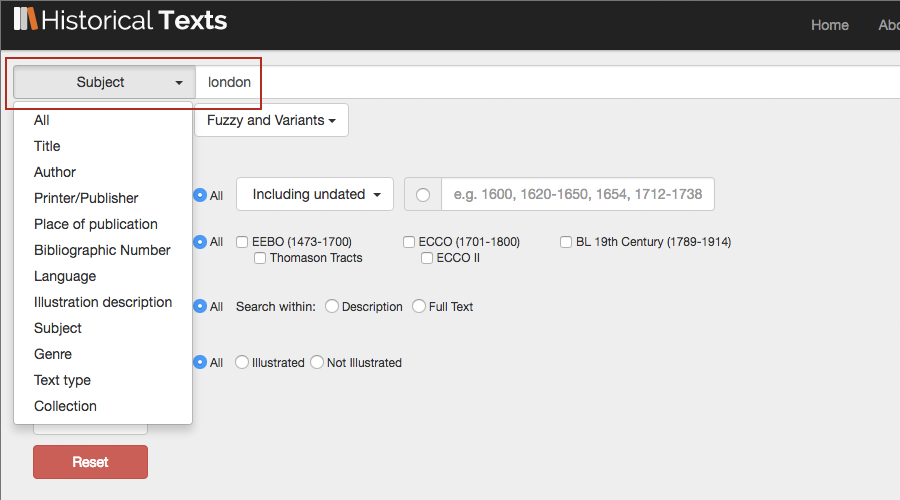 Historical Texts
Home Abo
Subject london
All
Fuzzy and Variants
Title
Author
Printer/Publisher
All Including undated e.g. 1600, 1620-1650, 1654, 1712-1738
Place of publication
All EEBO (1473-1700) ECCO (1701-1800) BL 19th Century (1789-1914)
Bibliographic Number
Thomason Tracts ECCO II
Language
Illustration description
All Search within: Description Full Text
Subject
Genre
All Illustrated Not Illustrated
Text type
Collection
Reset